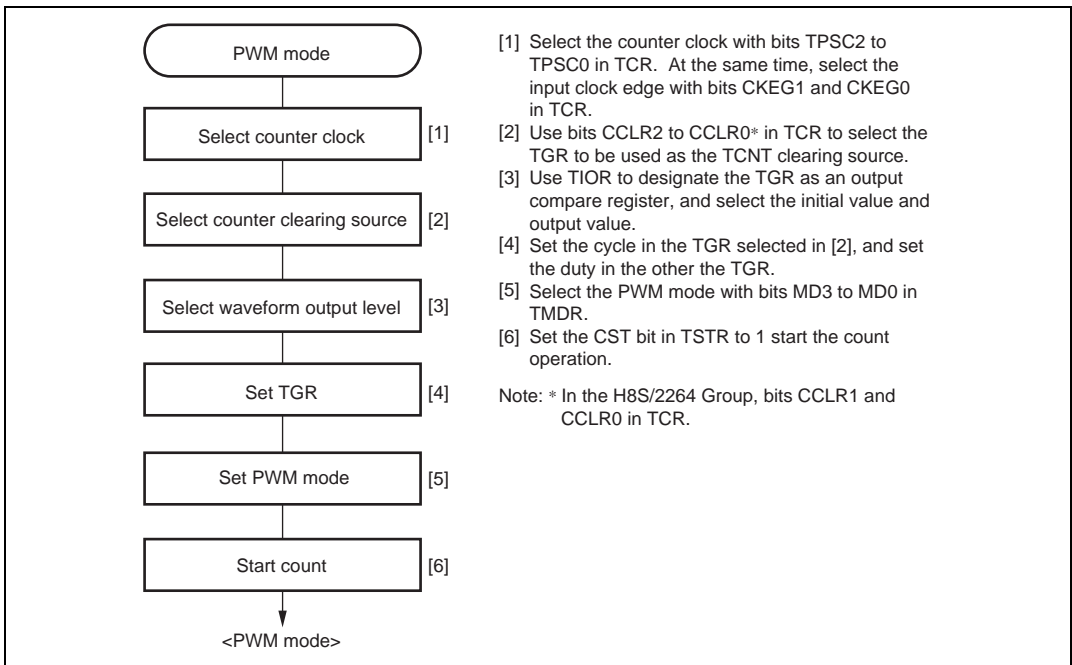 PWM mode
Select counter clock [1]
Select counter clearing source [2]
Select waveform output level [3]
Set TGR [4]
Set PWM mode [5]
Start count [6]
<PWM mode>
[1] Select the counter clock with bits TPSC2 to
TPSC0 in TCR. At the same time, select the
input clock edge with bits CKEG1 and CKEG0
in TCR.
[2] Use bits CCLR2 to CCLR0* in TCR to select the
TGR to be used as the TCNT clearing source.
[3] Use TIOR to designate the TGR as an output
compare register, and select the initial value and
output value.
[4] Set the cycle in the TGR selected in [2], and set
the duty in the other the TGR.
[5] Select the PWM mode with bits MD3 to MD0 in
TMDR.
[6] Set the CST bit in TSTR to 1 start the count
operation.
Note: * In the H8S/2264 Group, bits CCLR1 and
CCLR0 in TCR.